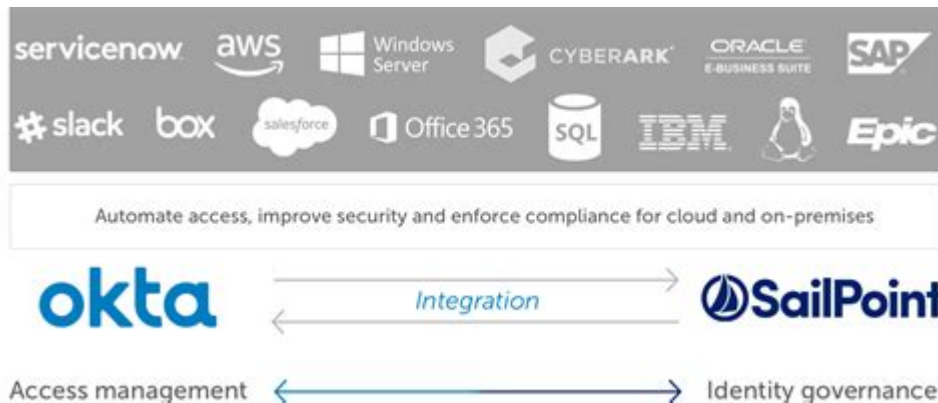 servicenow aws Windows Server CYBERARK® ORACLE E-BUSINESS SUITE SAP
slack box salesforce Office 365 SQL IBM Epic
Automate access, improve security and enforce compliance for cloud and on-premises
okta Integration SailPoint
Access management Identity governance